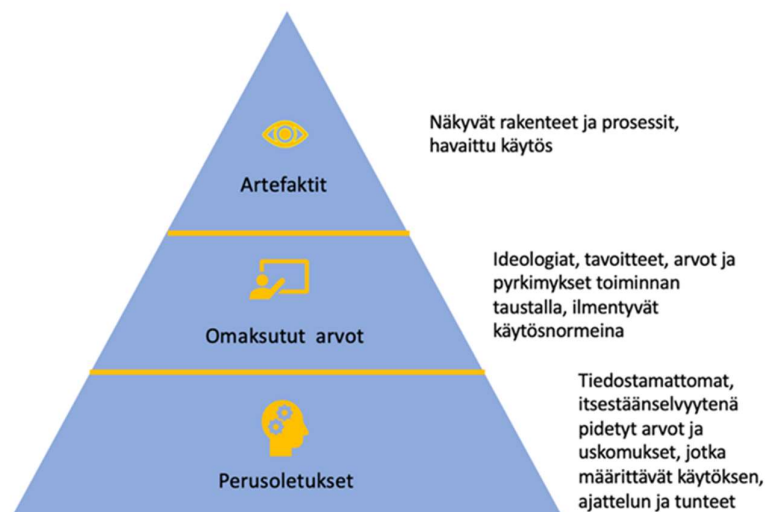 Artefaktit
Näkyvät rakenteet ja prosessit,
havaittu käytös
Omaksutut arvot
Ideologiat, tavoitteet, arvot ja
pyrkimykset toiminnan
taustalla, ilmentyvät
käytösnormeina
Perusoletukset
Tiedostamattomat,
itsestäänselvyytenä
pidetyt arvot ja
uskomukset, jotka
määrittävät käytöksen,
ajattelun ja tunteet